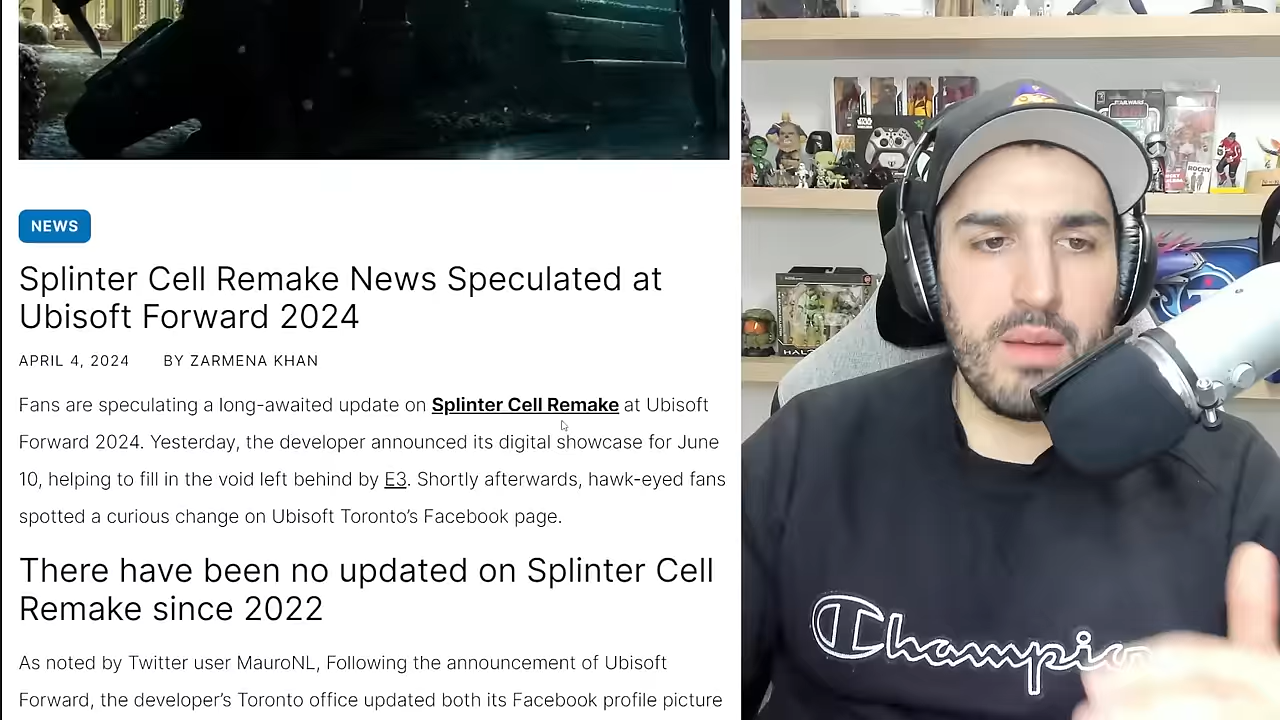 NEWS
Splinter Cell Remake News Speculated at
Ubisoft Forward 2024
APRIL 4, 2024 BY ZARMENA KHAN
Fans are speculating a long-awaited update on Splinter Cell Remake at Ubisoft
Forward 2024. Yesterday, the developer announced its digital showcase for June
10, helping to fill in the void left behind by E3. Shortly afterwards, hawk-eyed fans
spotted a curious change on Ubisoft Toronto’s Facebook page.
There have been no updated on Splinter Cell
Remake since 2022
As noted by Twitter user MauroNL, Following the announcement of Ubisoft
Forward, the developer’s Toronto office updated both its Facebook profile picture
STAR WARS
ROCKY
HALO
Champion